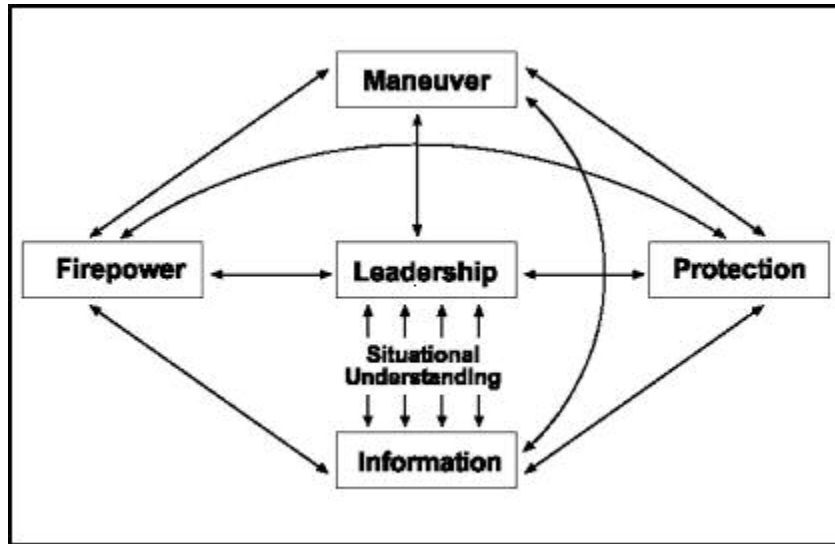 Maneuver
Firepower
Leadership
Protection
Situational
Understanding
Information